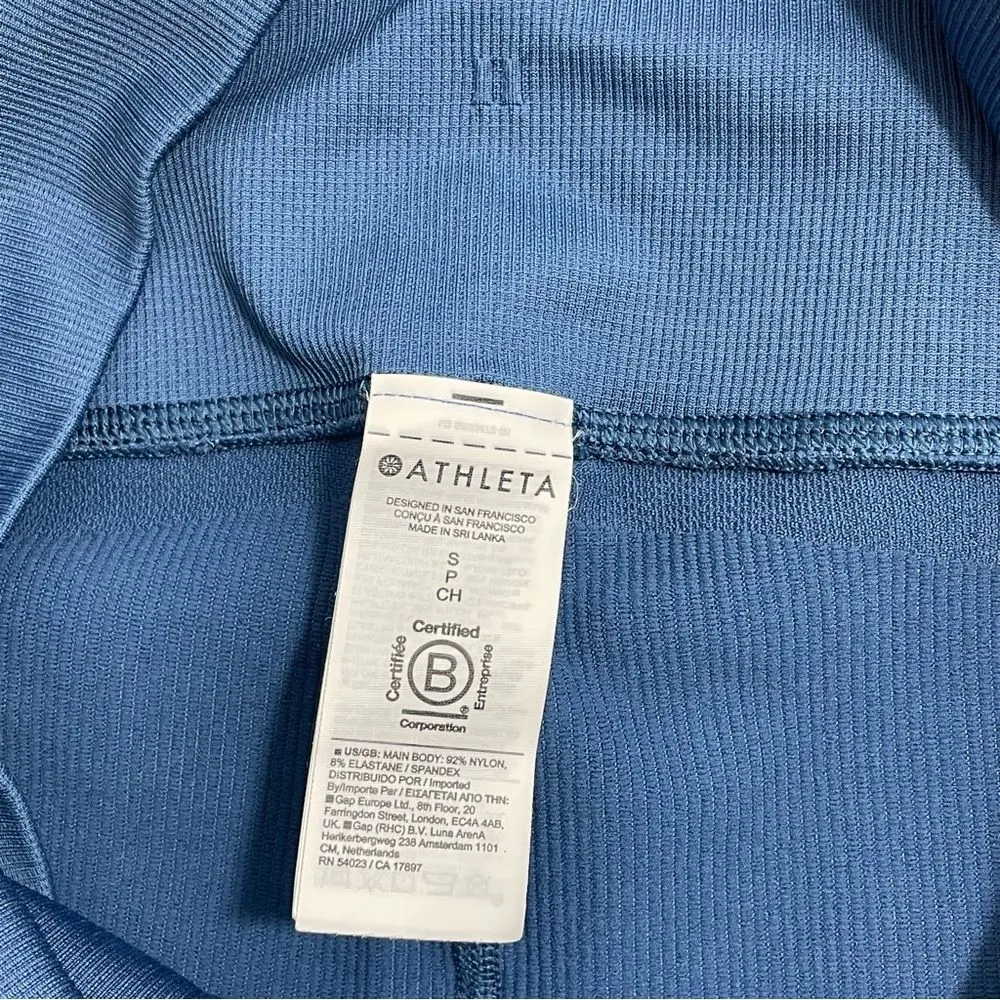 ATHLETA
DESIGNED IN SAN FRANCISCO
CONÇU À SAN FRANCISCO
MADE IN SRI LANKA
S
P
CH
Certified
Certifiée
B
Entreprise
Corporation
US/GB: MAIN BODY: 92% NYLON,
8% ELASTANE / SPANDEX
DISTRIBUIDO POR / Imported
By/Importe Par / ΕΙΣΑΓΕΤΑΙ ΑΠΟ ΤΗΝ:
Gap Europe Ltd., 8th Floor, 20
Farringdon Street, London, EC4A 4AB,
UK. Gap (RHC) B.V. Luna ArenA
Herikerbergweg 238 Amsterdam 1101
CM, Netherlands
RN 54023 / CA 17897